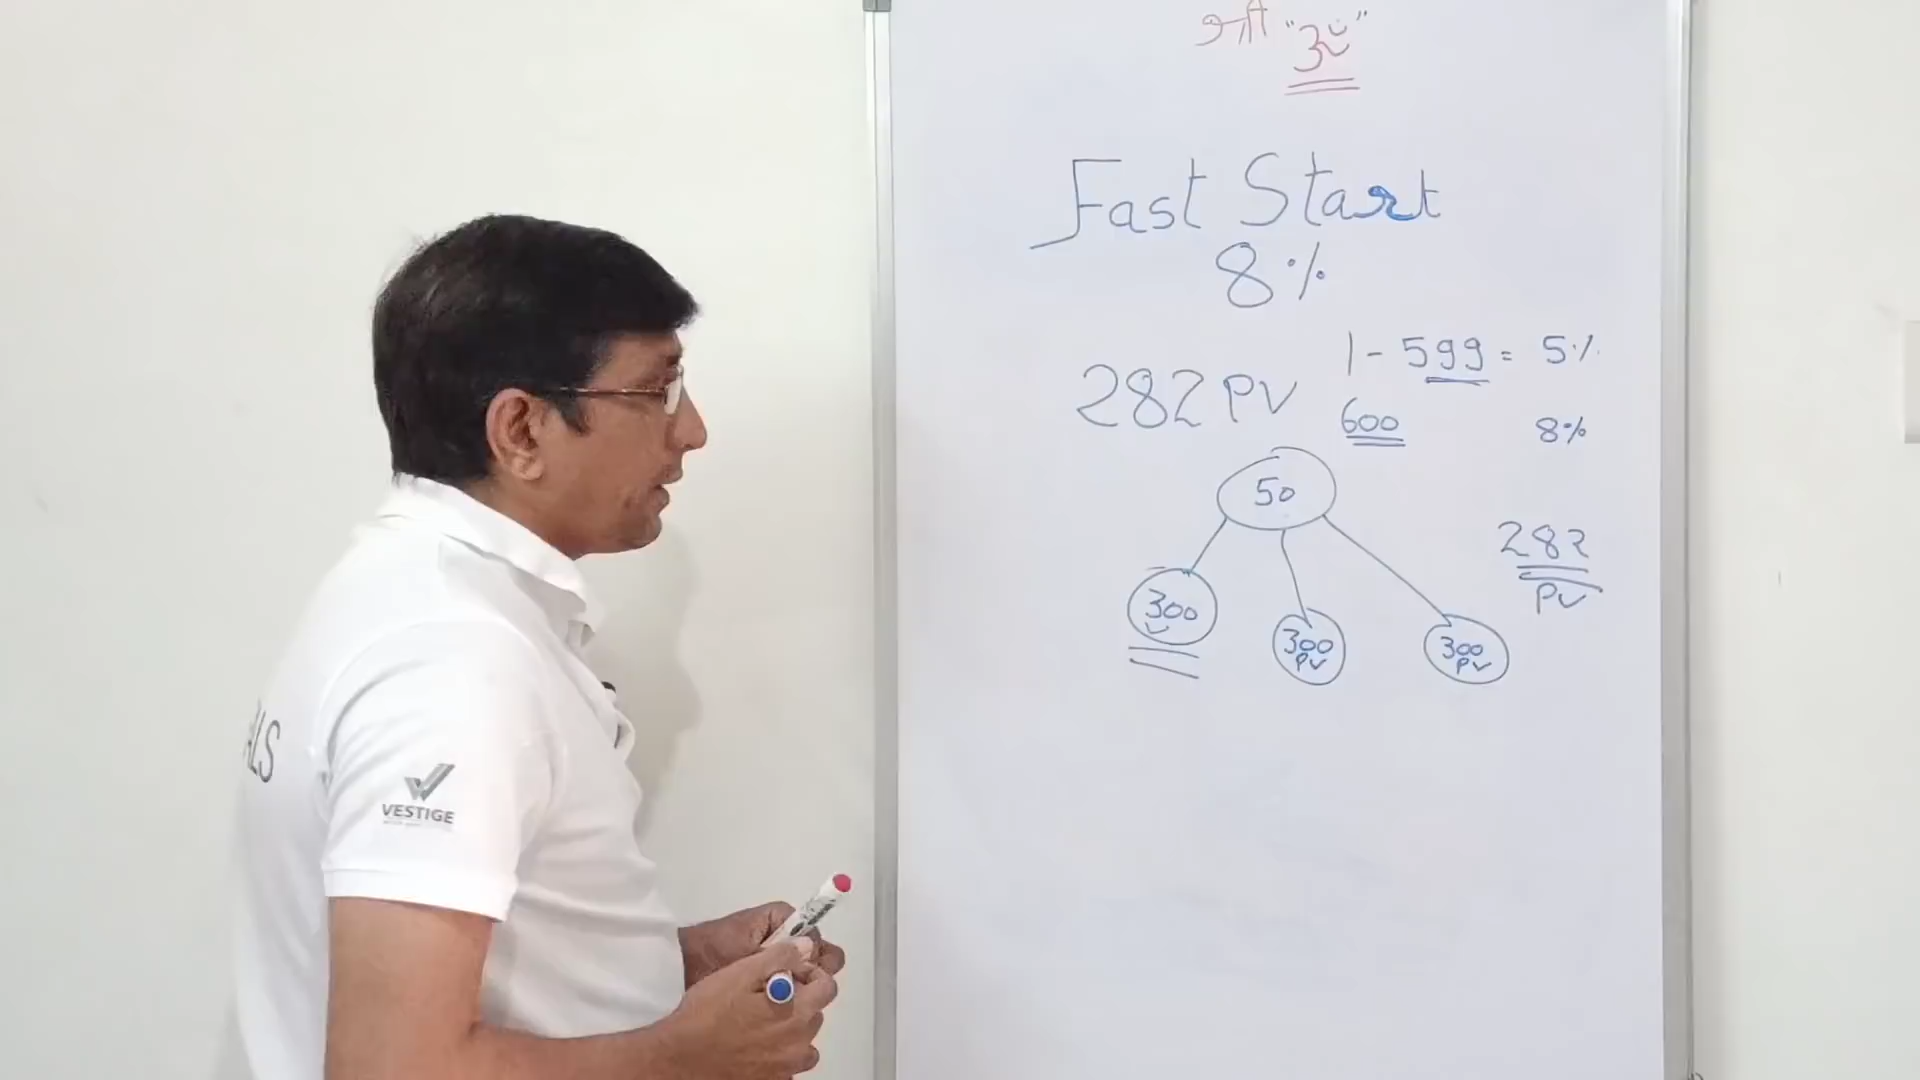 श्री "ॐ"
Fast Start
8%
282 PV
1 - 599 = 5%
600 8%
50
282
PV
300
300
PV
300
PV
ALS
VESTIGE